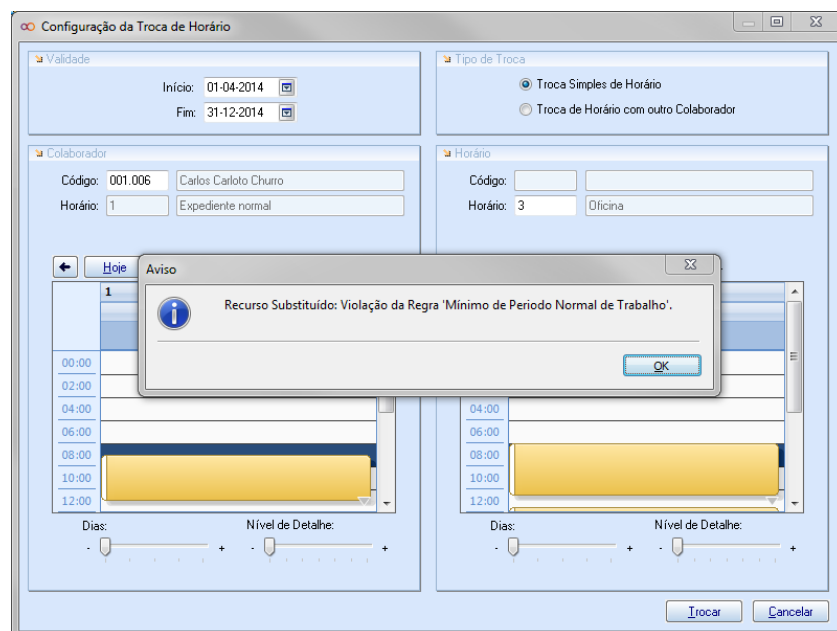 Configuração da Troca de Horário
Validade
Início: 01-04-2014
Fim: 31-12-2014
Tipo de Troca
Troca Simples de Horário
Troca de Horário com outro Colaborador
Colaborador
Código: 001.006 Carlos Carloto Churro
Horário: 1 Expediente normal
Horário
Código:
Horário: 3 Oficina
Hoje
1
Aviso
Recurso Substituído: Violação da Regra 'Mínimo de Periodo Normal de Trabalho'.
OK
00:00
02:00
04:00
06:00
08:00
10:00
12:00
04:00
06:00
08:00
10:00
12:00
Dias:
Nível de Detalhe:
- +
- +
Dias:
Nível de Detalhe:
- +
- +
Trocar
Cancelar